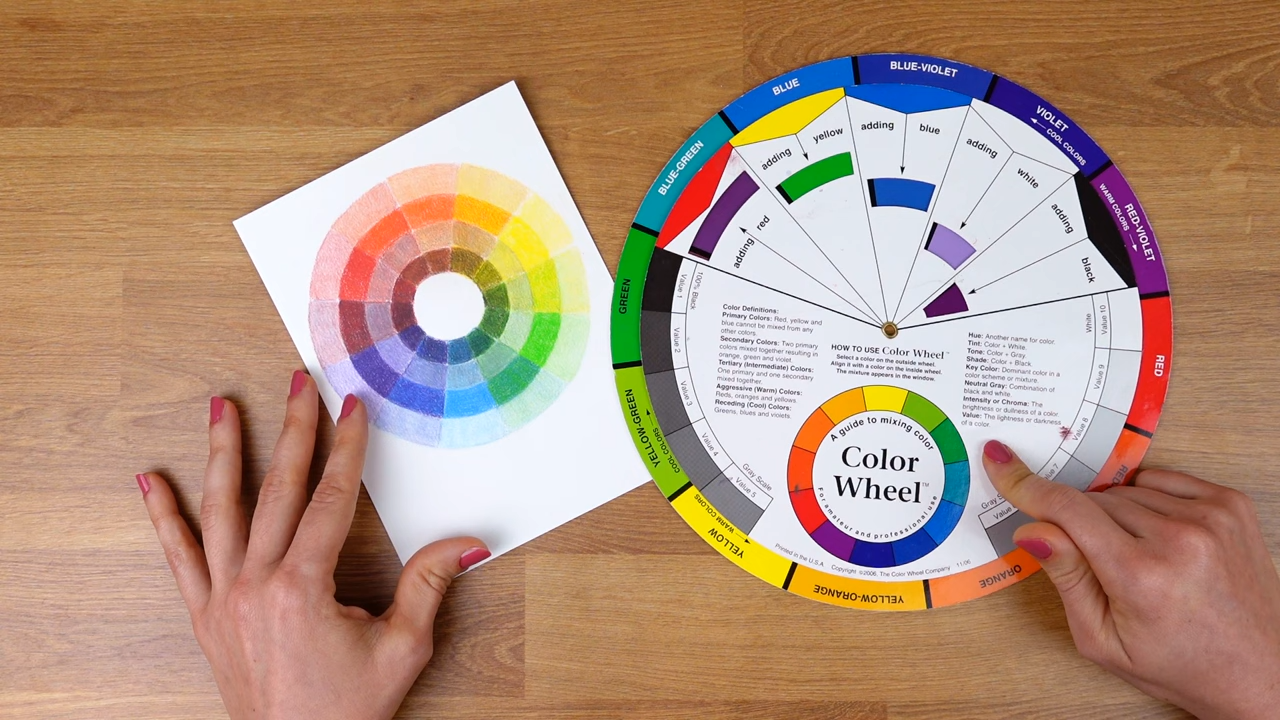 BLUE
BLUE-VIOLET
VIOLET
COOL COLORS
WARM COLORS
RED-VIOLET
RED
ORANGE
YELLOW-ORANGE
YELLOW
WARM COLORS
COOL COLORS
YELLOW-GREEN
GREEN
BLUE-GREEN
adding red
adding yellow
adding blue
adding white
adding black
100% Black
Value 1
Value 2
Value 3
Value 4
Value 5
Gray Scale
White
Value 10
Value 9
Value 8
Color Definitions:
Primary Colors: Red, yellow and
blue cannot be mixed from any
other colors.
Secondary Colors: Two primary
colors mixed together resulting in
orange, green and violet.
Tertiary (Intermediate) Colors:
One primary and one secondary
mixed together.
Aggressive (Warm) Colors:
Reds, oranges and yellows.
Receding (Cool) Colors:
Greens, blues and violets.
HOW TO USE Color Wheel™
Select a color on the outside wheel.
Align it with a color on the inside wheel.
The mixture appears in the window.
Hue: Another name for color.
Tint: Color + White.
Tone: Color + Gray.
Shade: Color + Black.
Key Color: Dominant color in a
color scheme or mixture.
Neutral Gray: Combination of
black and white.
Intensity or Chroma: The
brightness or dullness of a color.
Value: The lightness or darkness
of a color.
A guide to mixing color
Color
Wheel™
For amateur and professional use
Printed in the U.S.A.
Copyright ©2006, The Color Wheel Company
11/06